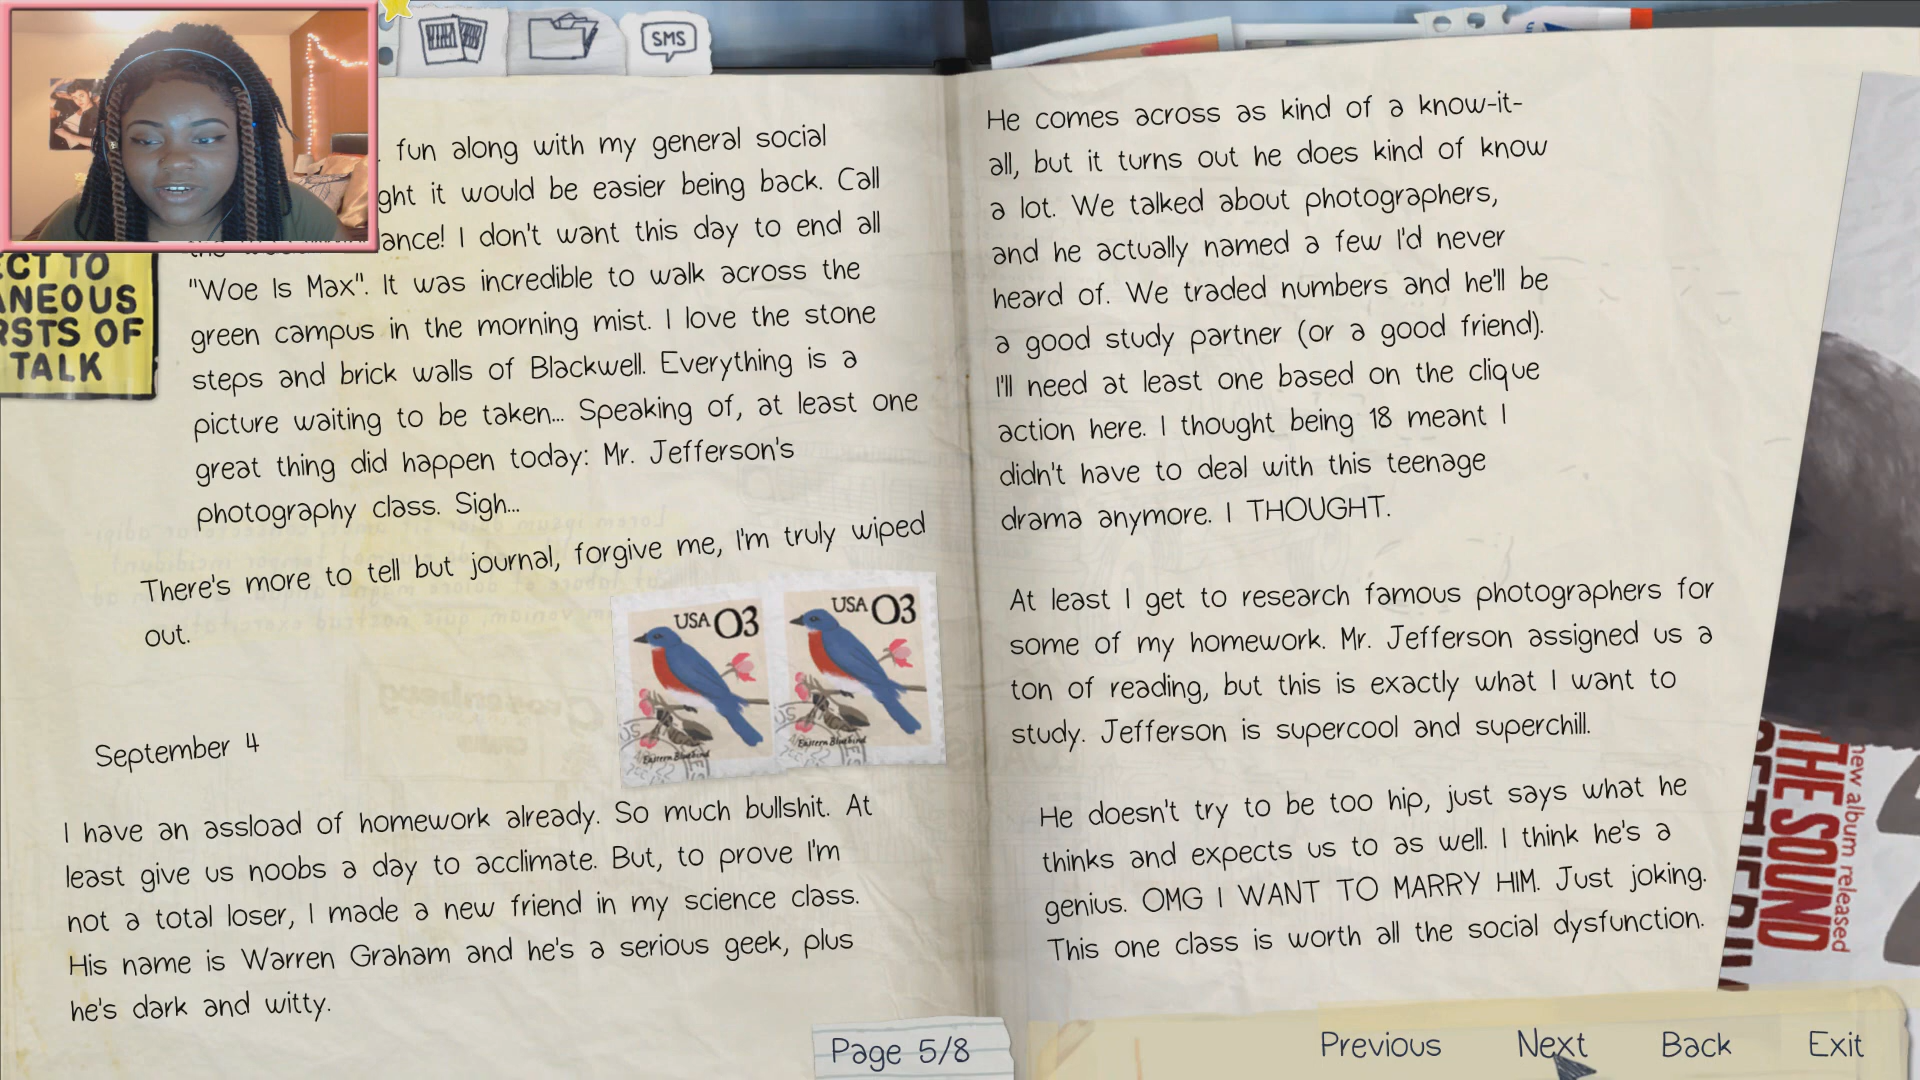 SMS
ECT TO
ANEOUS
RSTS OF
TALK
fun along with my general social
ght it would be easier being back. Call
ance! I don't want this day to end all
"Woe Is Max". It was incredible to walk across the
green campus in the morning mist. I love the stone
steps and brick walls of Blackwell. Everything is a
picture waiting to be taken... Speaking of, at least one
great thing did happen today: Mr. Jefferson's
photography class. Sigh...
There's more to tell but journal, forgive me, I'm truly wiped
out.
USA 03
Eastern Bluebird
USA 03
Eastern Bluebird
September 4
I have an assload of homework already. So much bullshit. At
least give us noobs a day to acclimate. But, to prove I'm
not a total loser, I made a new friend in my science class.
His name is Warren Graham and he's a serious geek, plus
he's dark and witty.
He comes across as kind of a know-it-
all, but it turns out he does kind of know
a lot. We talked about photographers,
and he actually named a few I'd never
heard of. We traded numbers and he'll be
a good study partner (or a good friend).
I'll need at least one based on the clique
action here. I thought being 18 meant I
didn't have to deal with this teenage
drama anymore. I THOUGHT.
At least I get to research famous photographers for
some of my homework. Mr. Jefferson assigned us a
ton of reading, but this is exactly what I want to
study. Jefferson is supercool and superchill.
He doesn't try to be too hip, just says what he
thinks and expects us to as well. I think he's a
genius. OMG I WANT TO MARRY HIM. Just joking.
This one class is worth all the social dysfunction.
new album released
THE SOUND
Page 5/8
Previous
Next
Back
Exit